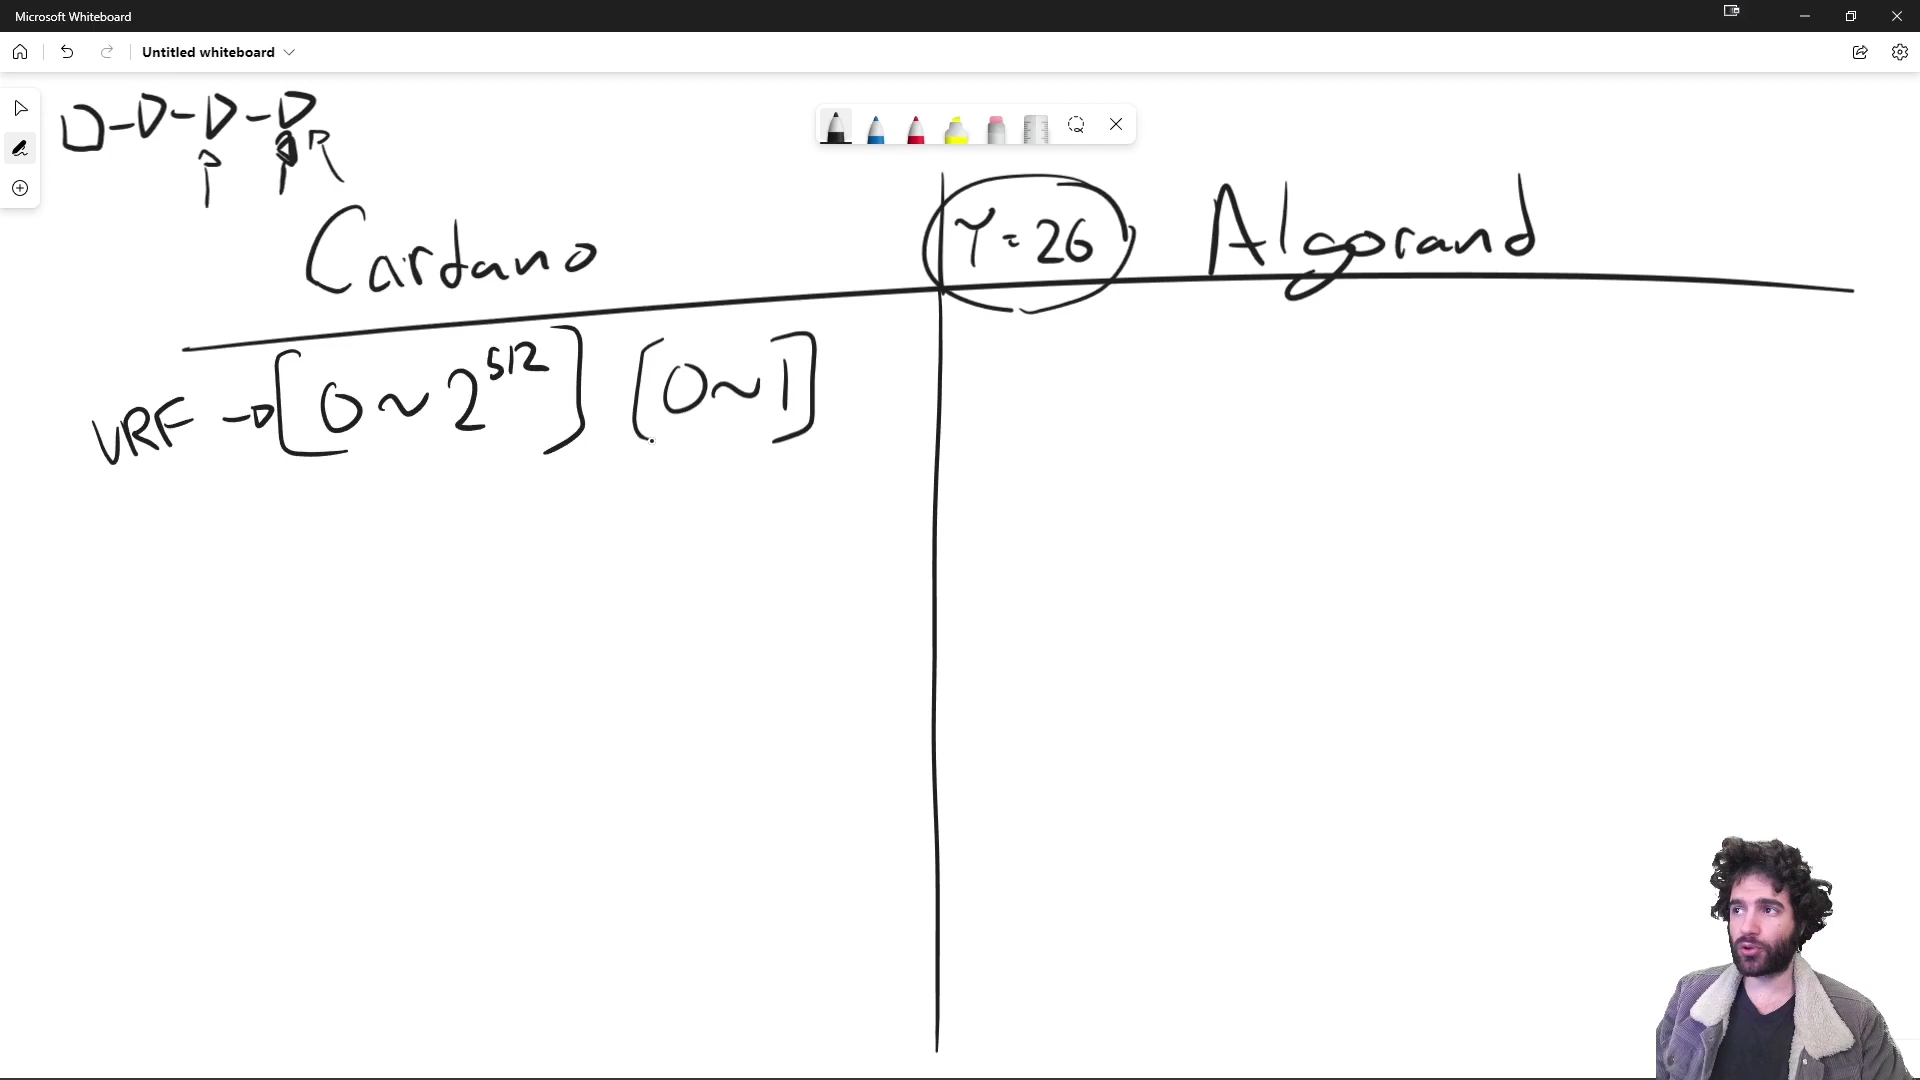 Microsoft Whiteboard
Untitled whiteboard
Cardano
Y = 26
Algorand
VRF → [0 ~ 2^512] [0 ~ 1]